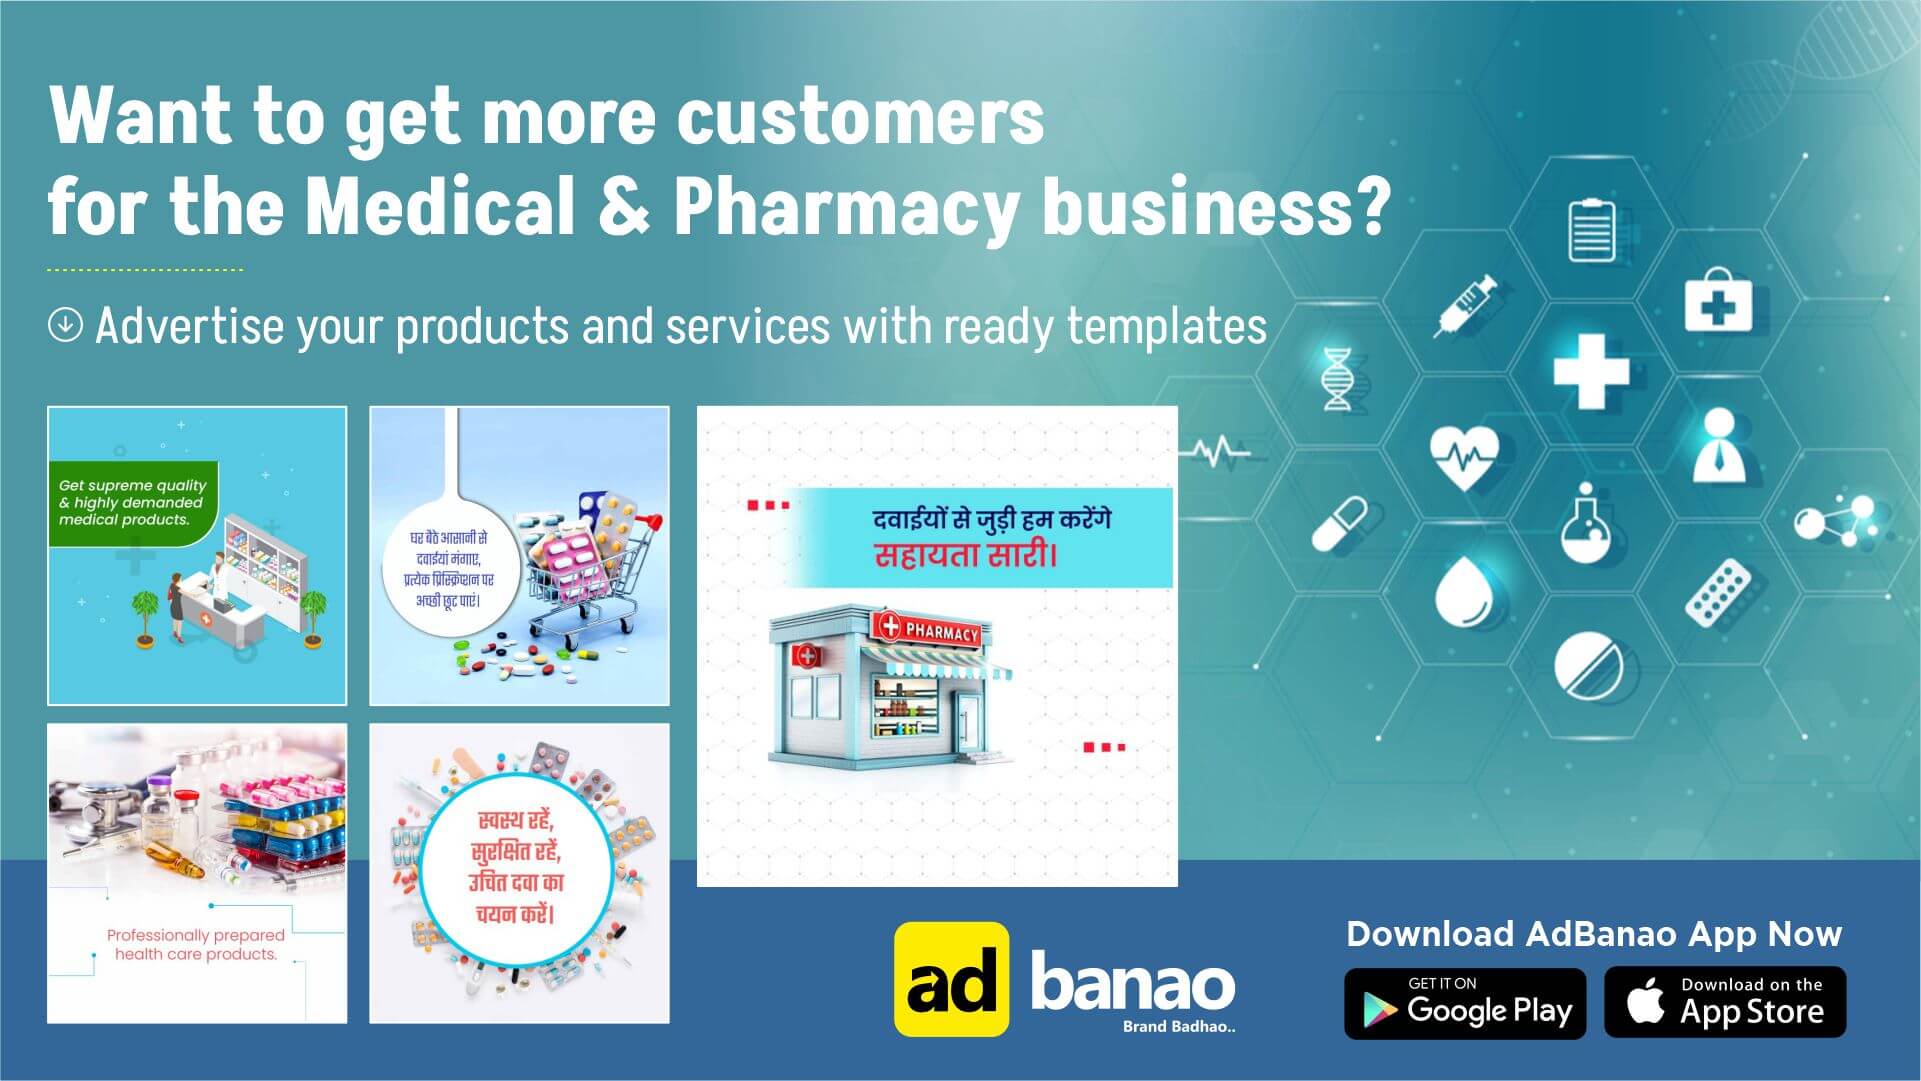 Want to get more customers
for the Medical & Pharmacy business?
Advertise your products and services with ready templates
Get supreme quality
& highly demanded
medical products.
घर बैठे आसानी से
दवाईयां मंगाए,
प्रत्येक प्रिस्क्रिप्शन पर
अच्छी छूट पाएं।
दवाईयों से जुड़ी हम करेंगे
सहायता सारी।
PHARMACY
Professionally prepared
health care products.
स्वस्थ रहें,
सुरक्षित रहें,
उचित दवा का
चयन करें।
ad banao
Brand Badhao..
Download AdBanao App Now
GET IT ON
Google Play
Download on the
App Store